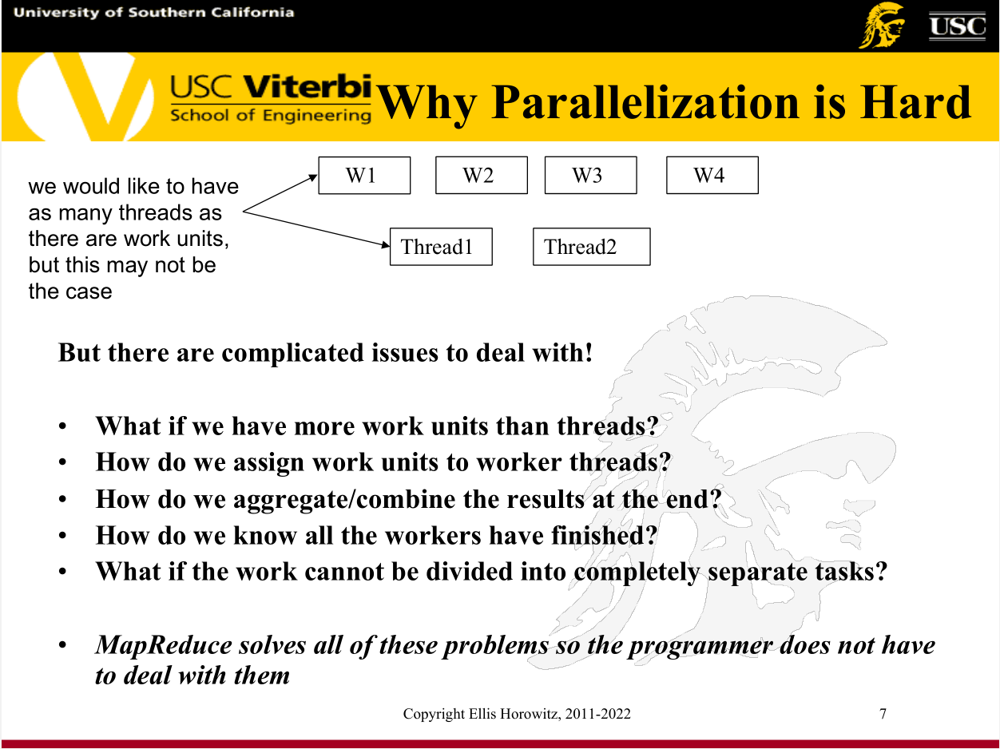 University of Southern California
USC
USC Viterbi
School of Engineering
Why Parallelization is Hard
we would like to have
as many threads as
there are work units,
but this may not be
the case
W1
W2
W3
W4
Thread1
Thread2
But there are complicated issues to deal with!
• What if we have more work units than threads?
• How do we assign work units to worker threads?
• How do we aggregate/combine the results at the end?
• How do we know all the workers have finished?
• What if the work cannot be divided into completely separate tasks?
• MapReduce solves all of these problems so the programmer does not have
to deal with them
Copyright Ellis Horowitz, 2011-2022
7